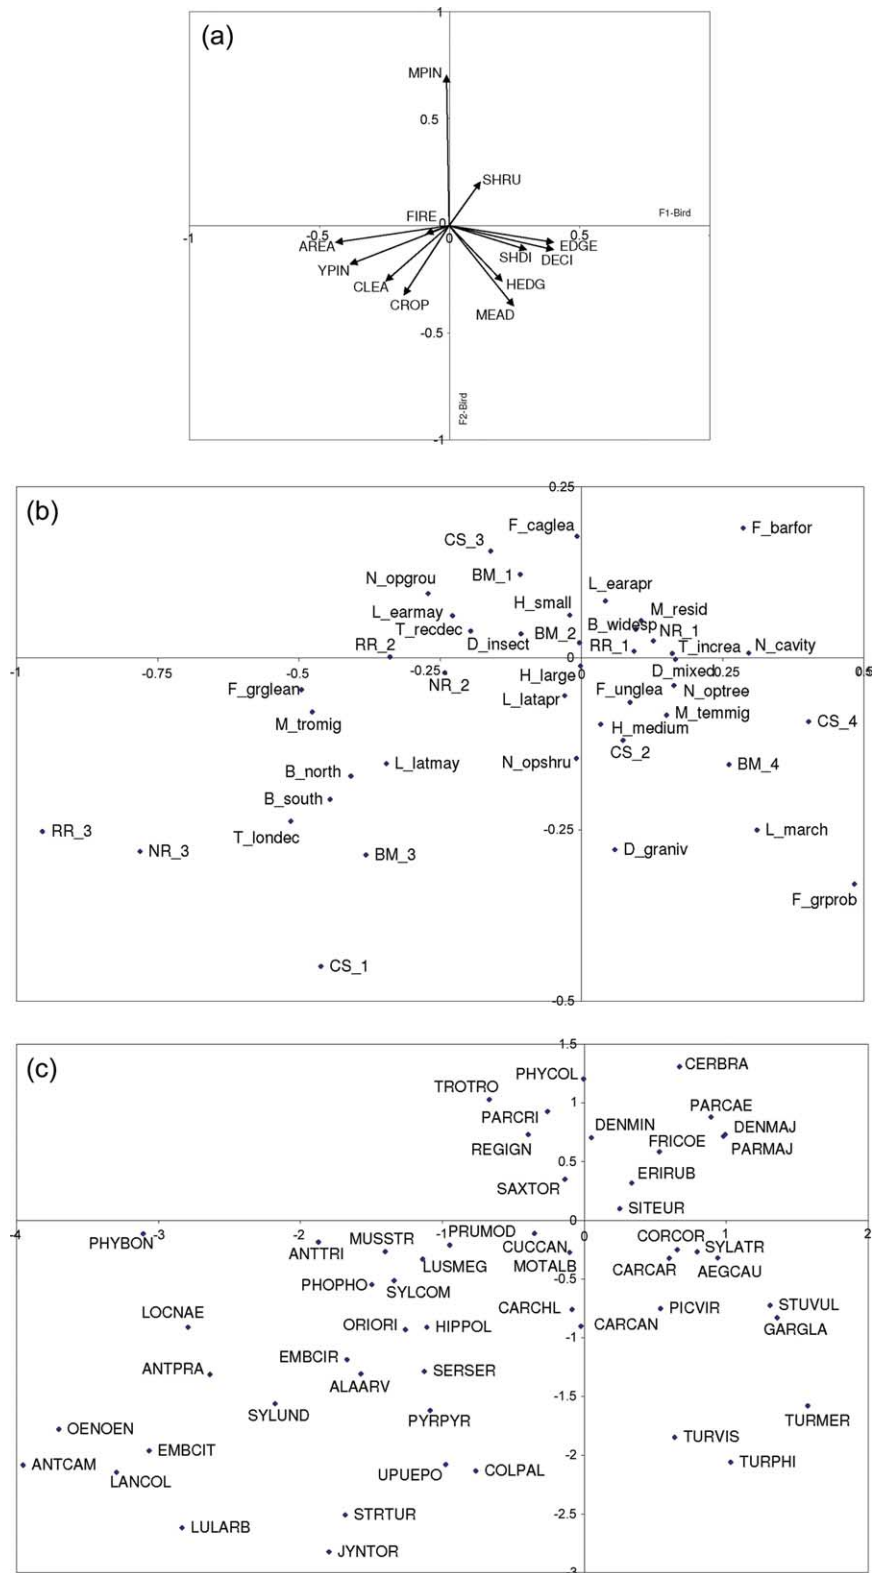 (a)
1
MPIN
0.5
SHRU
FIRE
0
F1-Bird
-1
-0.5
0
0.5
AREA
EDGE
SHDI
DECI
YPIN
CLEA
HEDG
CROP
MEAD
-0.5
F2-Bird
-1
(b)
0.25
F_caglea
F_barfor
CS_3
BM_1
N_opgrou
L_earapr
H_small
M_resid
L_earmay
B_widesp
T_recdec
BM_2
NR_1
RR_2
D_insect
RR_1
T_increa
N_cavity
-1
-0.75
-0.5
-0.25
0
0.25
0.5
H_large
D_mixed
F_grglean
NR_2
L_latapr
F_unglea
N_optree
M_tromig
M_temmig
CS_4
H_medium
CS_2
B_north
L_latmay
N_opshru
BM_4
B_south
RR_3
T_londec
-0.25
L_march
NR_3
BM_3
D_graniv
F_grprob
CS_1
-0.5
(c)
1.5
PHYCOL
CERBRA
TROTRO
1
PARCRI
PARCAE
DENMIN
DENMAJ
REGIGN
FRICOE
PARMAJ
0.5
SAXTOR
ERIRUB
SITEUR
-4
-3
-2
-1
0
1
2
PHYBON
MUSSTR
PRUMOD
ANTTRI
CUCCAN
CORCOR
SYLATR
LUSMEG
MOTALB
CARCAR
AEGCAU
PHOPHO
SYLCOM
-0.5
LOCNAE
CARCHL
PICVIR
STUVUL
ORIORI
HIPPOL
CARCAN
GARGLA
-1
EMBCIR
ANTPRA
SERSER
ALAARV
SYLUND
-1.5
PYRPYR
TURMER
OENOEN
TURVIS
EMBCIT
ANTCAM
-2
LANCOL
UPUEPO
COLPAL
TURPHI
LULARB
STRTUR
-2.5
JYNTOR
-3